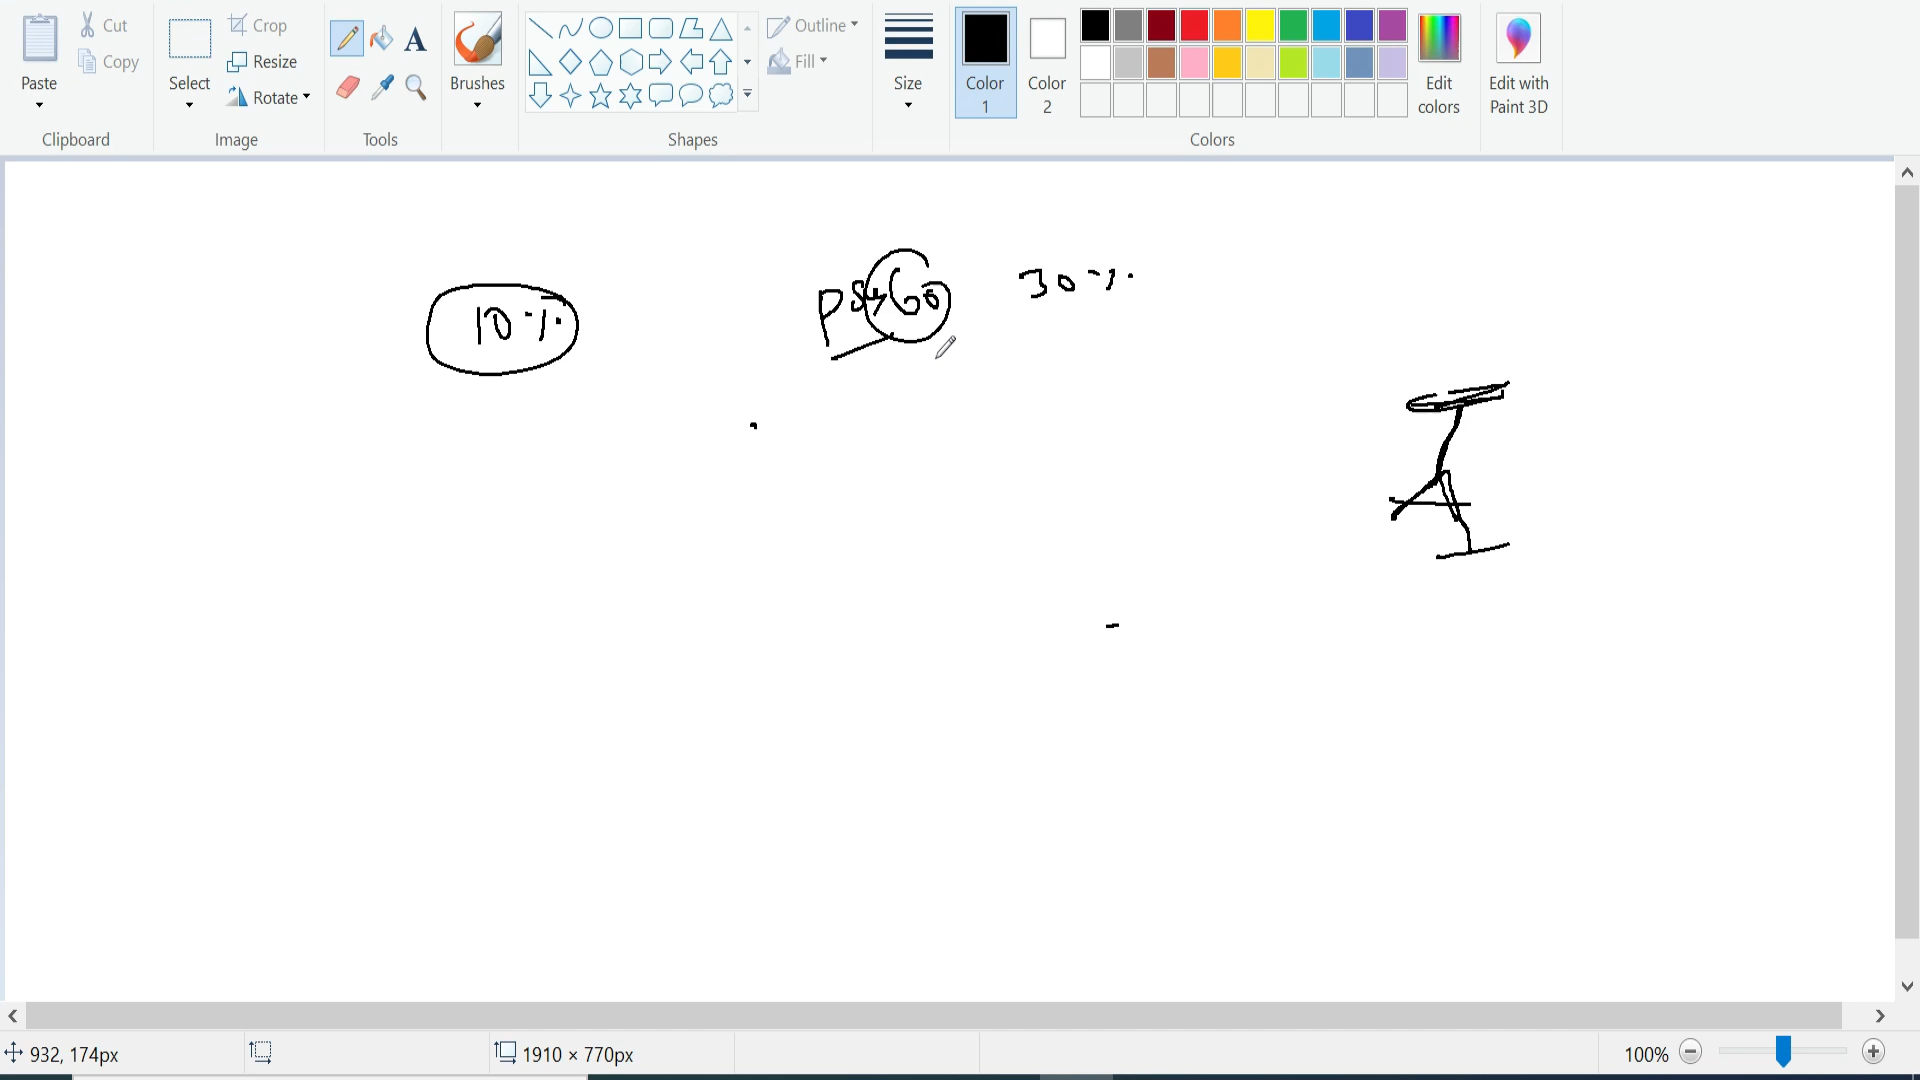 Paste
Cut
Copy
Clipboard
Select
Crop
Resize
Rotate
Image
A
Tools
Brushes
Shapes
Outline
Fill
Size
Color 1
Color 2
Edit colors
Colors
Edit with Paint 3D
10%
30%
932, 174px
1910 × 770px
100%